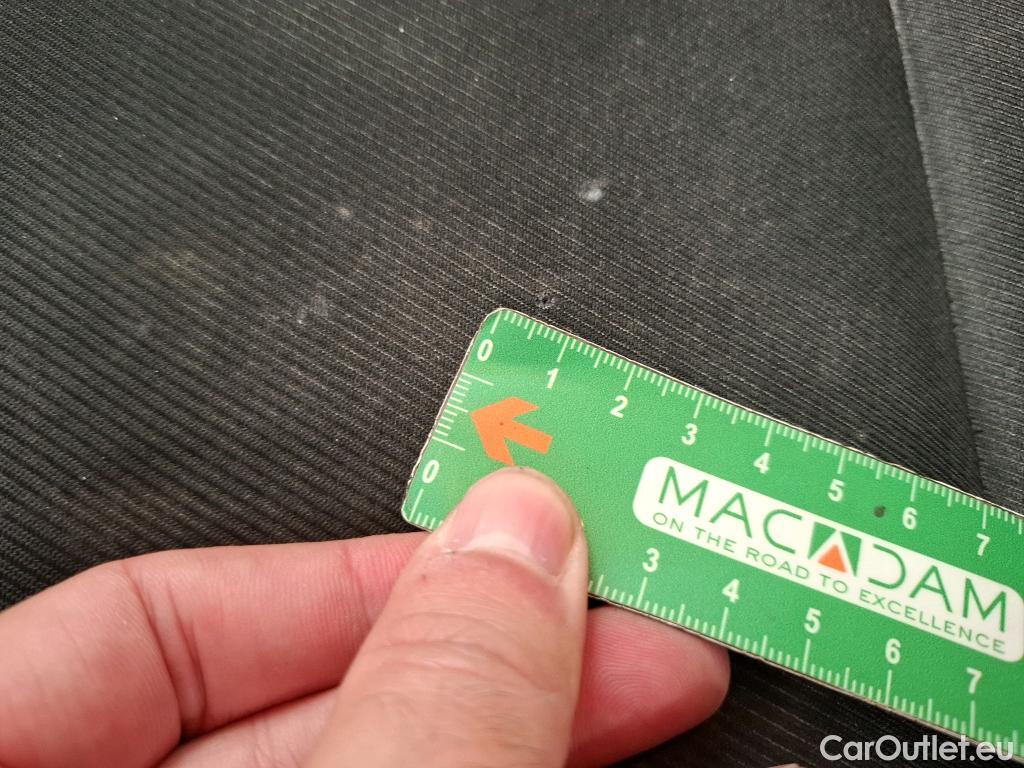 0 1 2 3 4 5 6 7
MACADAM
ON THE ROAD TO EXCELLENCE
0 3 4 5 6 7
CarOutlet.eu